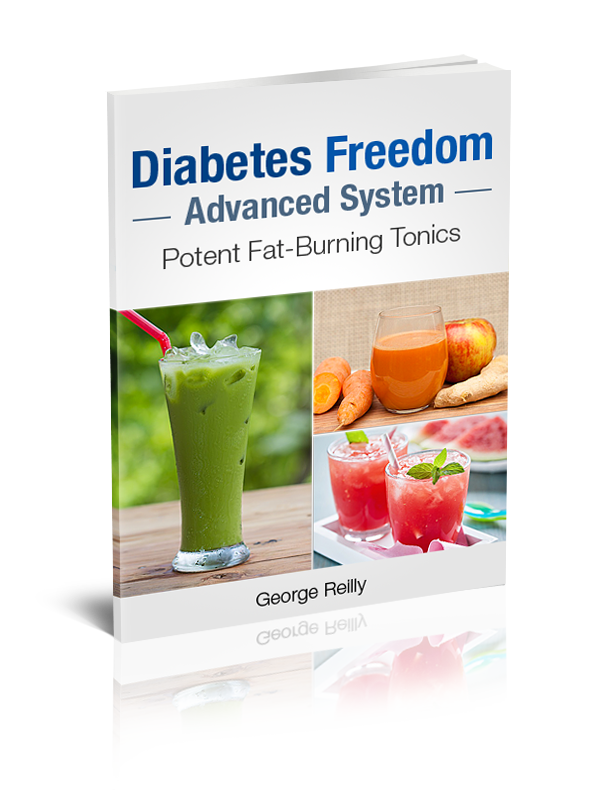 Diabetes Freedom
Advanced System
Potent Fat-Burning Tonics
George Reilly